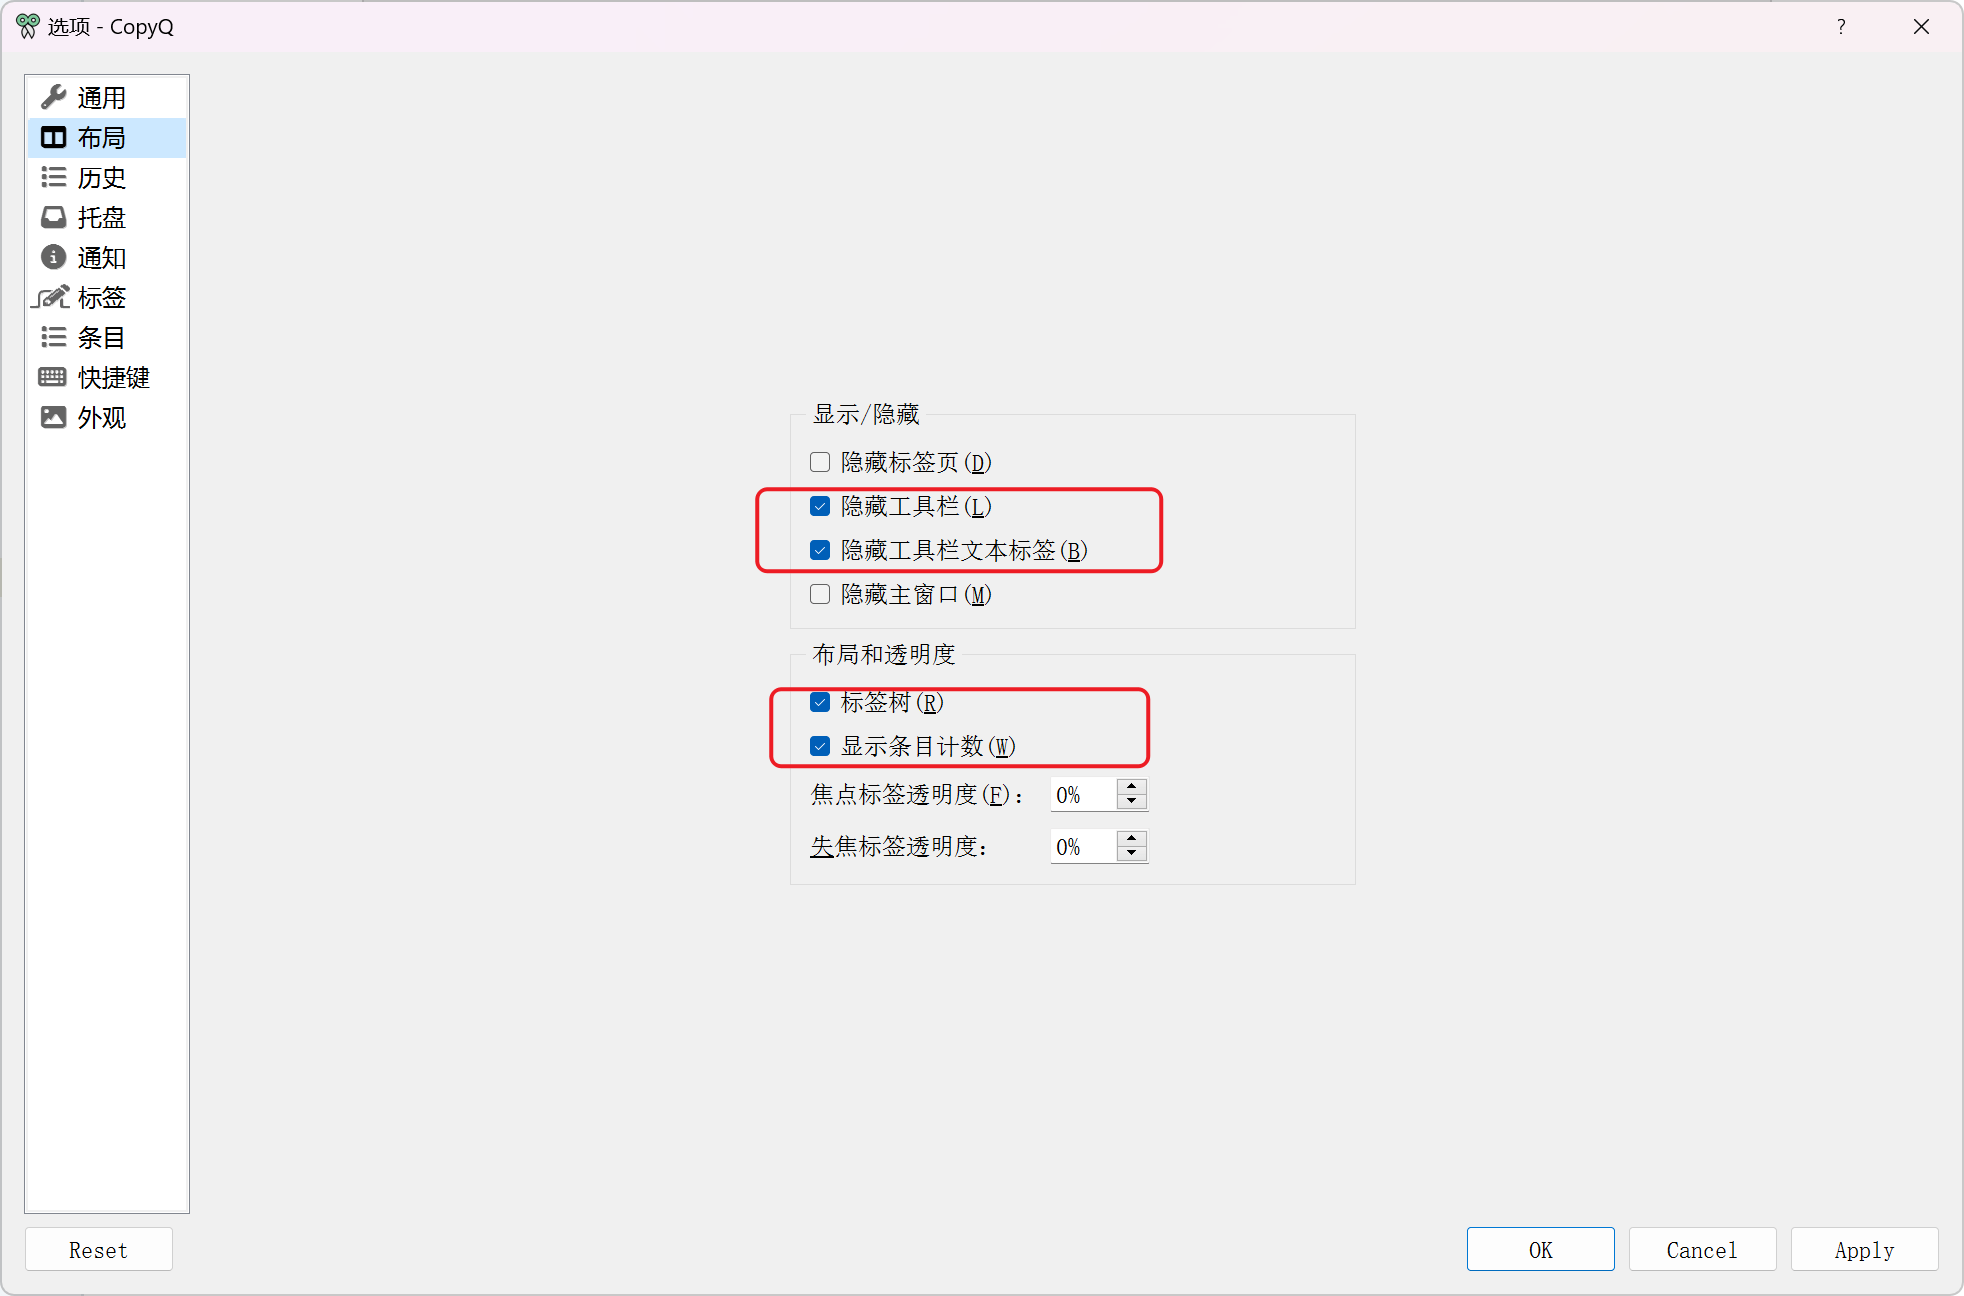 选项 - CopyQ
?
通用
布局
历史
托盘
通知
标签
条目
快捷键
外观
显示/隐藏
隐藏标签页(D)
隐藏工具栏(L)
隐藏工具栏文本标签(B)
隐藏主窗口(M)
布局和透明度
标签树(R)
显示条目计数(W)
焦点标签透明度(F): 0%
失焦标签透明度: 0%
Reset
OK
Cancel
Apply